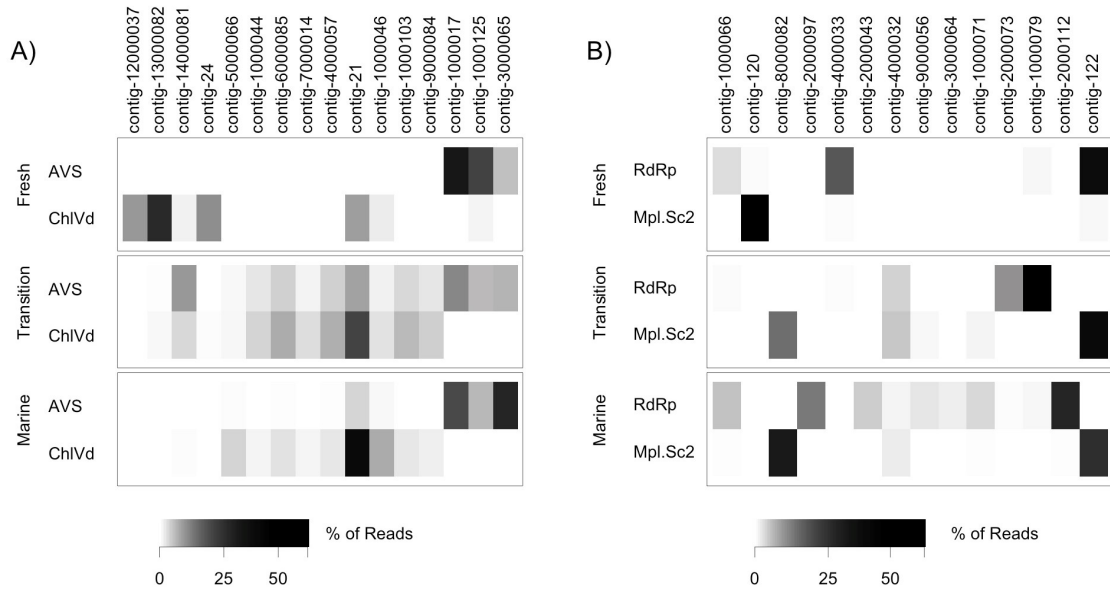 A)
contig-12000037
contig-13000082
contig-14000081
contig-24
contig-5000066
contig-1000044
contig-6000085
contig-7000014
contig-4000057
contig-21
contig-1000046
contig-1000103
contig-9000084
contig-1000017
contig-1000125
contig-3000065
Fresh
AVS
ChlVd
Transition
AVS
ChlVd
Marine
AVS
ChlVd
% of Reads
0 25 50
B)
contig-1000066
contig-120
contig-8000082
contig-2000097
contig-4000033
contig-2000043
contig-4000032
contig-9000056
contig-3000064
contig-1000071
contig-2000073
contig-1000079
contig-2000112
contig-122
Fresh
RdRp
Mpl.Sc2
Transition
RdRp
Mpl.Sc2
Marine
RdRp
Mpl.Sc2
% of Reads
0 25 50